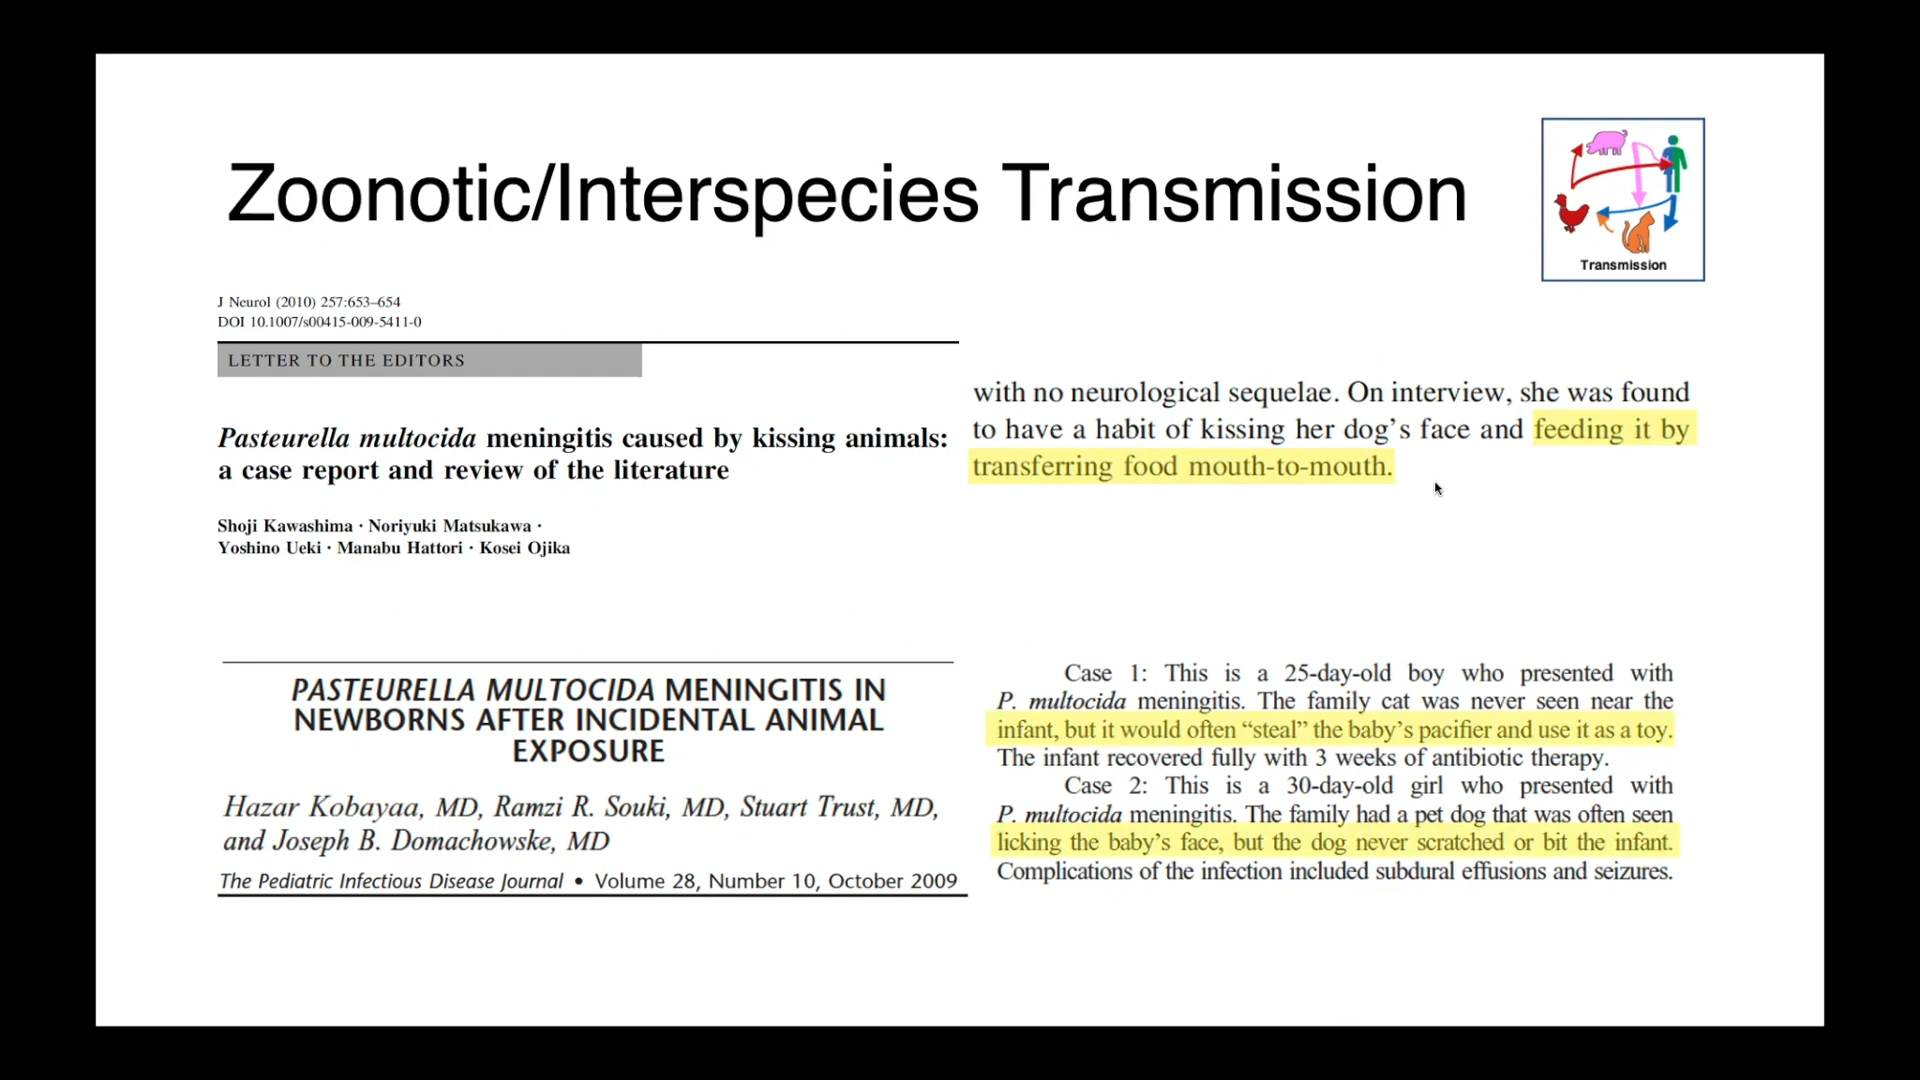 Zoonotic/Interspecies Transmission
Transmission
J Neurol (2010) 257:653–654
DOI 10.1007/s00415-009-5411-0
LETTER TO THE EDITORS
Pasteurella multocida meningitis caused by kissing animals:
a case report and review of the literature
Shoji Kawashima · Noriyuki Matsukawa ·
Yoshino Ueki · Manabu Hattori · Kosei Ojika
with no neurological sequelae. On interview, she was found
to have a habit of kissing her dog’s face and feeding it by
transferring food mouth-to-mouth.
PASTEURELLA MULTOCIDA MENINGITIS IN
NEWBORNS AFTER INCIDENTAL ANIMAL
EXPOSURE
Hazar Kobayaa, MD, Ramzi R. Souki, MD, Stuart Trust, MD,
and Joseph B. Domachowske, MD
The Pediatric Infectious Disease Journal • Volume 28, Number 10, October 2009
Case 1: This is a 25-day-old boy who presented with
P. multocida meningitis. The family cat was never seen near the
infant, but it would often “steal” the baby’s pacifier and use it as a toy.
The infant recovered fully with 3 weeks of antibiotic therapy.
Case 2: This is a 30-day-old girl who presented with
P. multocida meningitis. The family had a pet dog that was often seen
licking the baby’s face, but the dog never scratched or bit the infant.
Complications of the infection included subdural effusions and seizures.